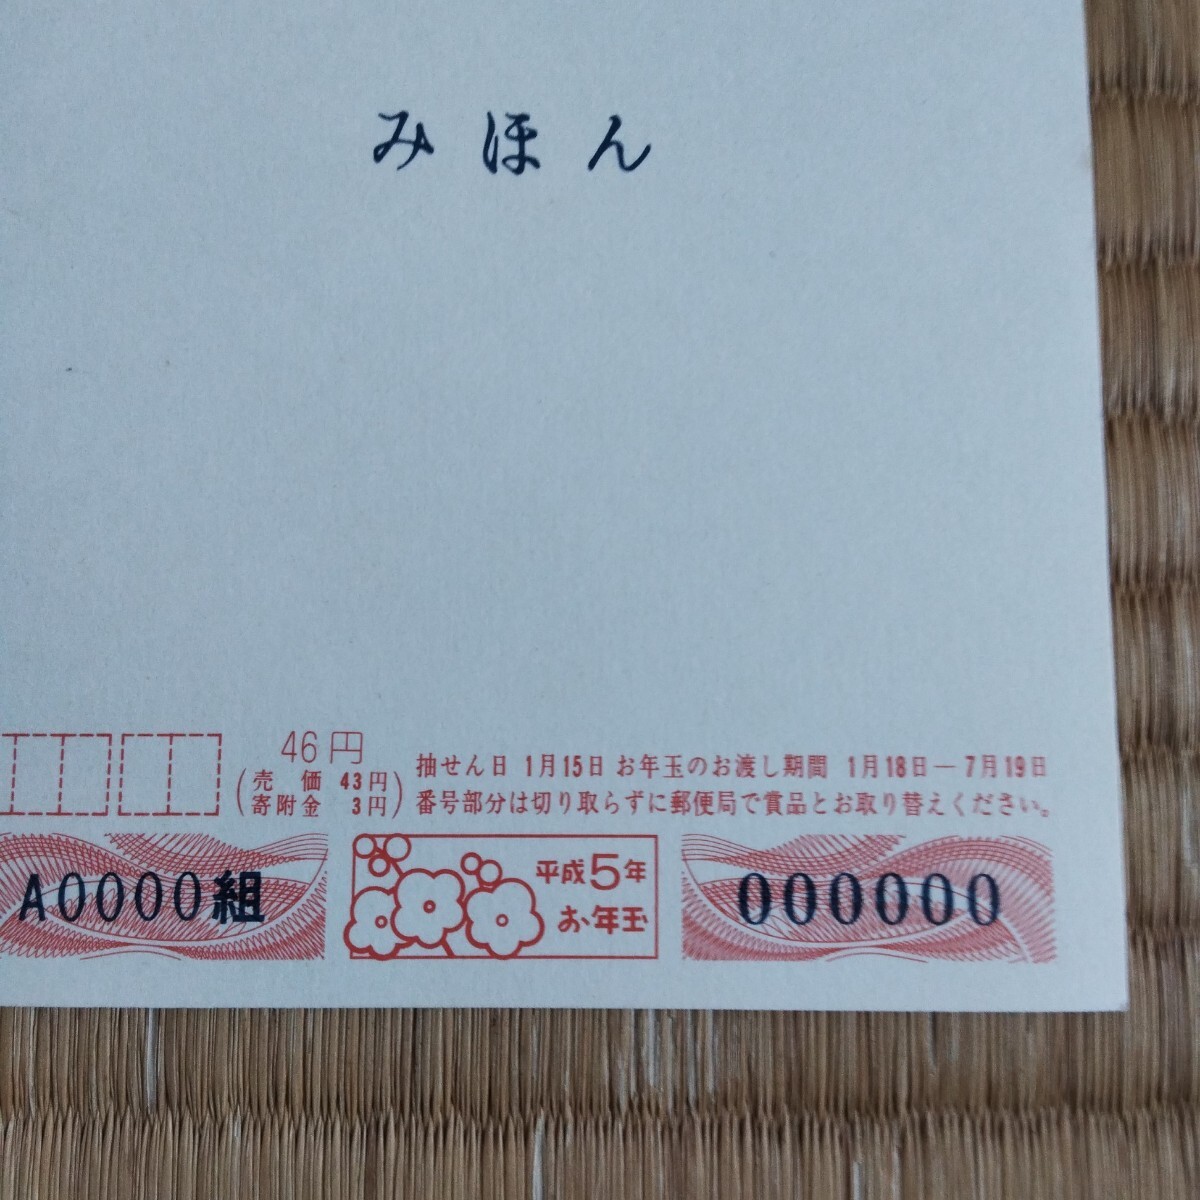 みほん
46円
(売価 43円
寄附金 3円)
抽せん日 1月15日 お年玉のお渡し期間 1月18日―7月19日
番号部分は切り取らずに郵便局で賞品とお取り替えください。
A0000組
平成5年
お年玉
000000